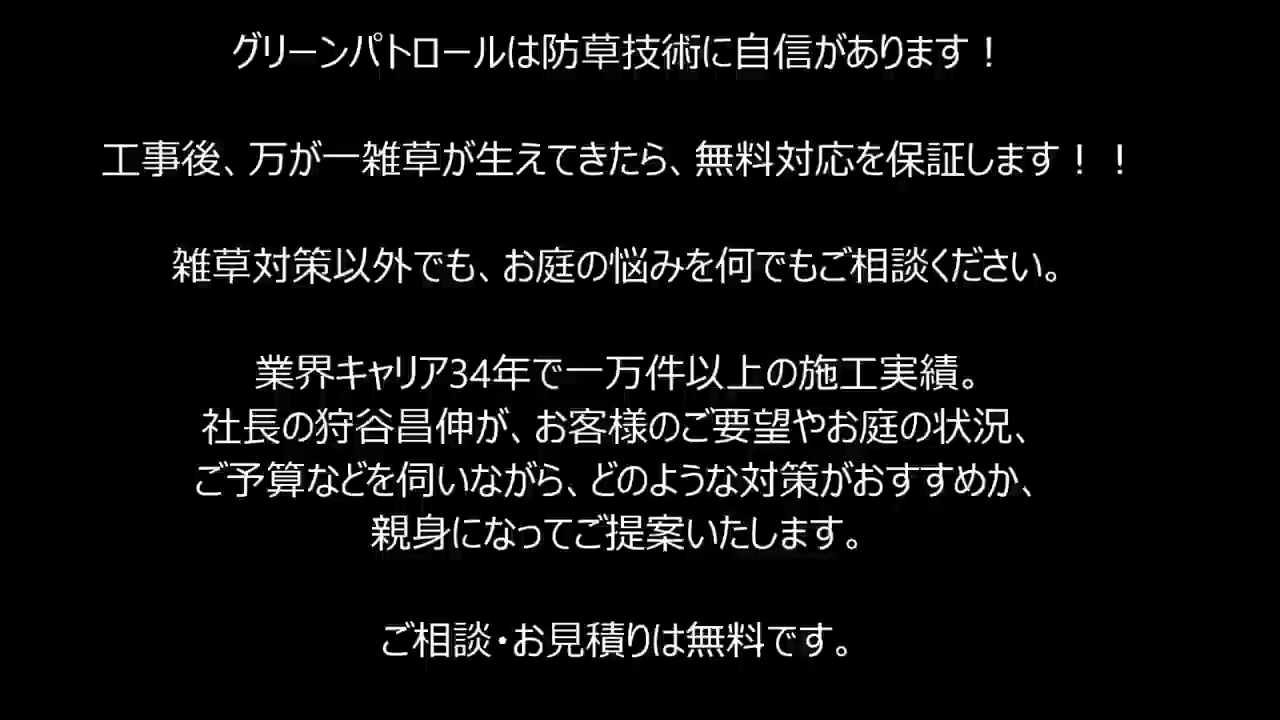 グリーンパトロールは防草技術に自信があります！
工事後、万が一雑草が生えてきたら、無料対応を保証します！！
雑草対策以外でも、お庭の悩みを何でもご相談ください。
業界キャリア34年で一万件以上の施工実績。
社長の狩谷昌伸が、お客様のご要望やお庭の状況、
ご予算などを伺いながら、どのような対策がおすすめか、
親身になってご提案いたします。
ご相談・お見積りは無料です。